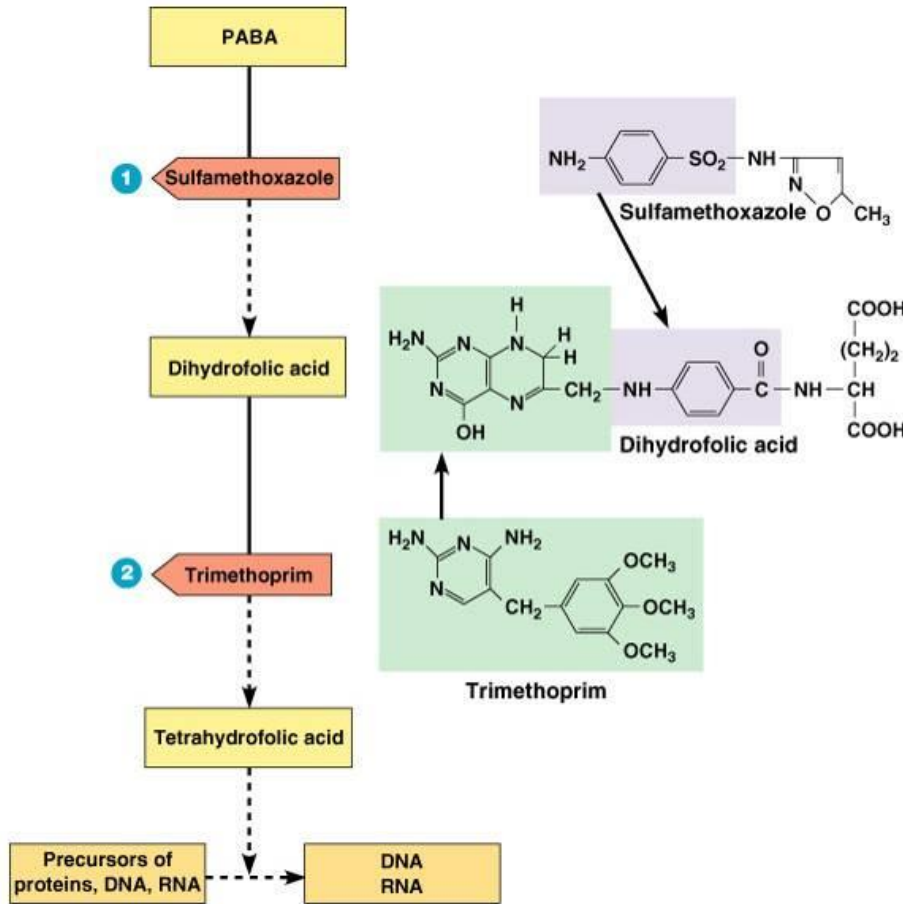 PABA
1
Sulfamethoxazole
Dihydrofolic acid
2
Trimethoprim
Tetrahydrofolic acid
Precursors of
proteins, DNA, RNA
DNA
RNA
NH₂
SO₂
NH
N
O
CH₃
Sulfamethoxazole
H
H₂N
N
N
H
H
N
N
OH
CH₂
NH
O
C
NH
COOH
(CH₂)₂
CH
COOH
Dihydrofolic acid
H₂N
N
NH₂
N
CH₂
OCH₃
OCH₃
OCH₃
Trimethoprim